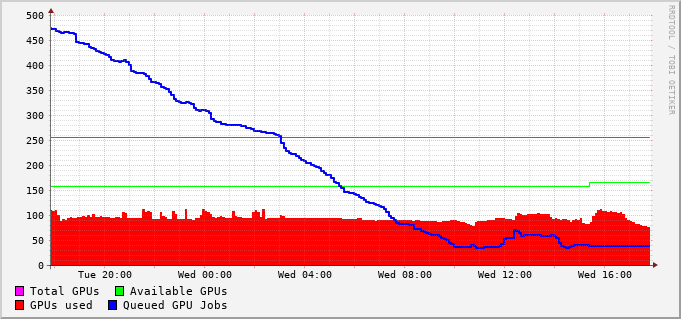 500
450
400
350
300
250
200
150
100
50
0
Tue 20:00 Wed 00:00 Wed 04:00 Wed 08:00 Wed 12:00 Wed 16:00
Total GPUs Available GPUs
GPUs used Queued GPU Jobs
RRDTOOL / TOBI OETIKER